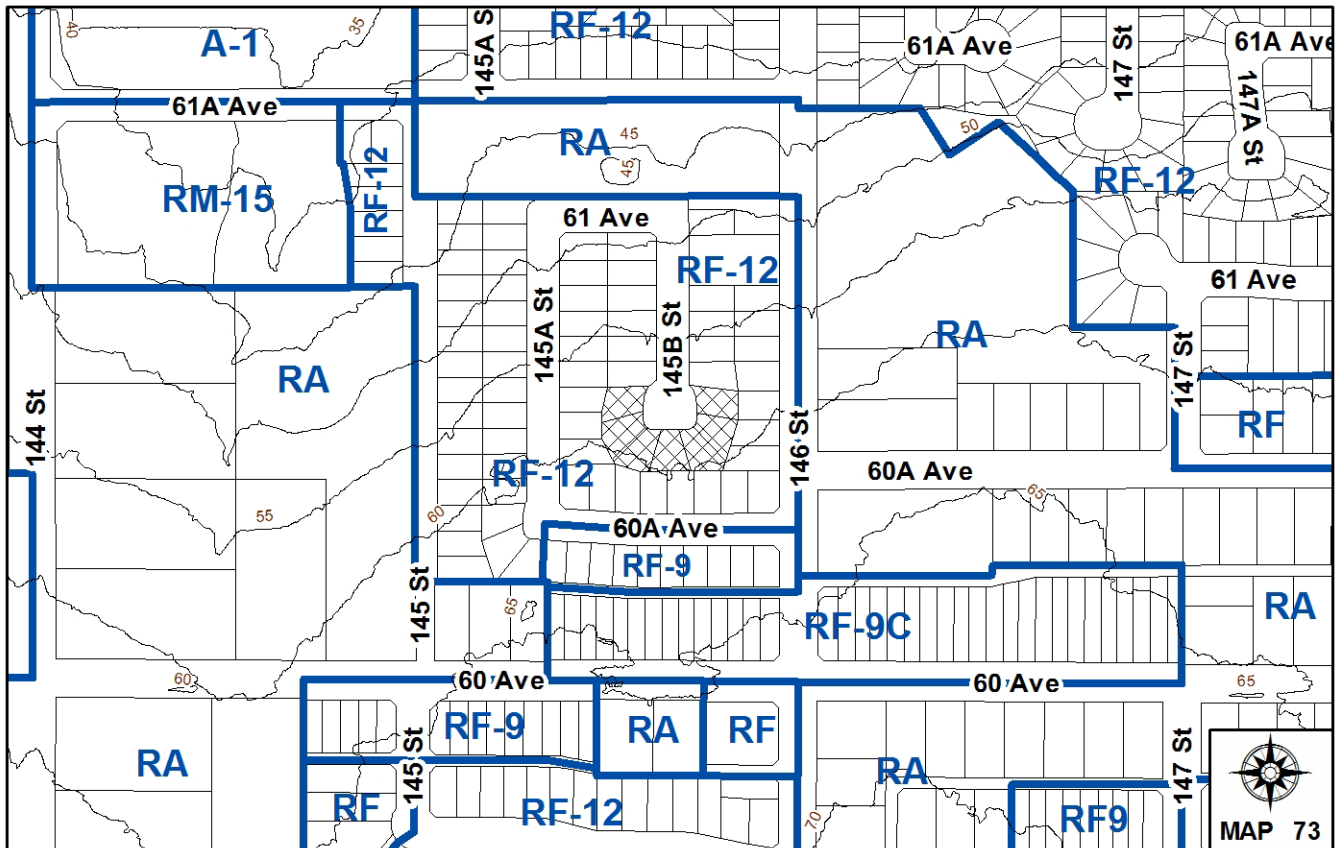 40
35
A-1
145A S
RF-12
61A Ave
147 St
61A Ave
147A St
61A Ave
RM-15
RF-12
RA
45
45
50
RF-12
61 Ave
RF-12
61 Ave
145A St
145B St
RA
RA
147 St
RF
144 St
146 St
RF-12
60A Ave
65
55
60
60A Ave
RF-9
145 St
65
RF-9C
RA
60
60 Ave
60 Ave
65
RA
RF-9
RA
RF
145 St
RA
147 St
RF
RF-12
70
RF9
MAP 73